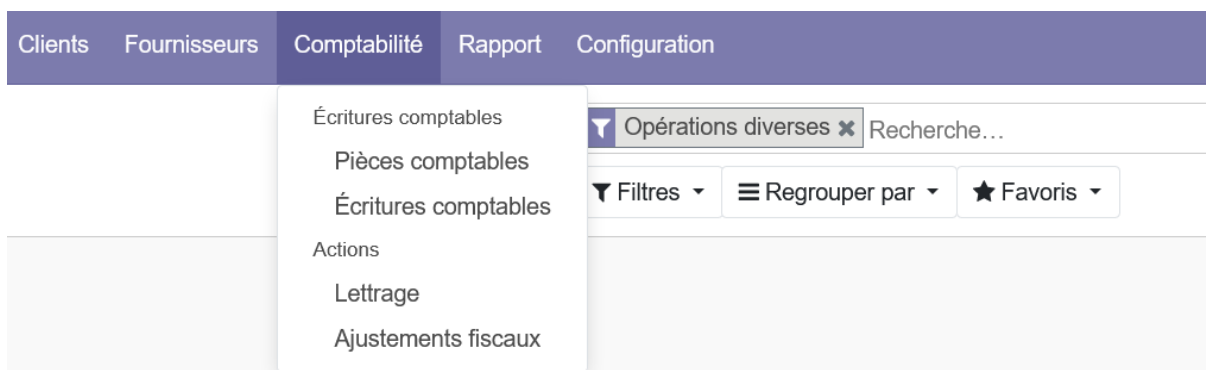 Clients Fournisseurs Comptabilité Rapport Configuration
Écritures comptables
Opérations diverses ✖ Recherche...
Pièces comptables
Filtres Regrouper par Favoris
Écritures comptables
Actions
Lettrage
Ajustements fiscaux